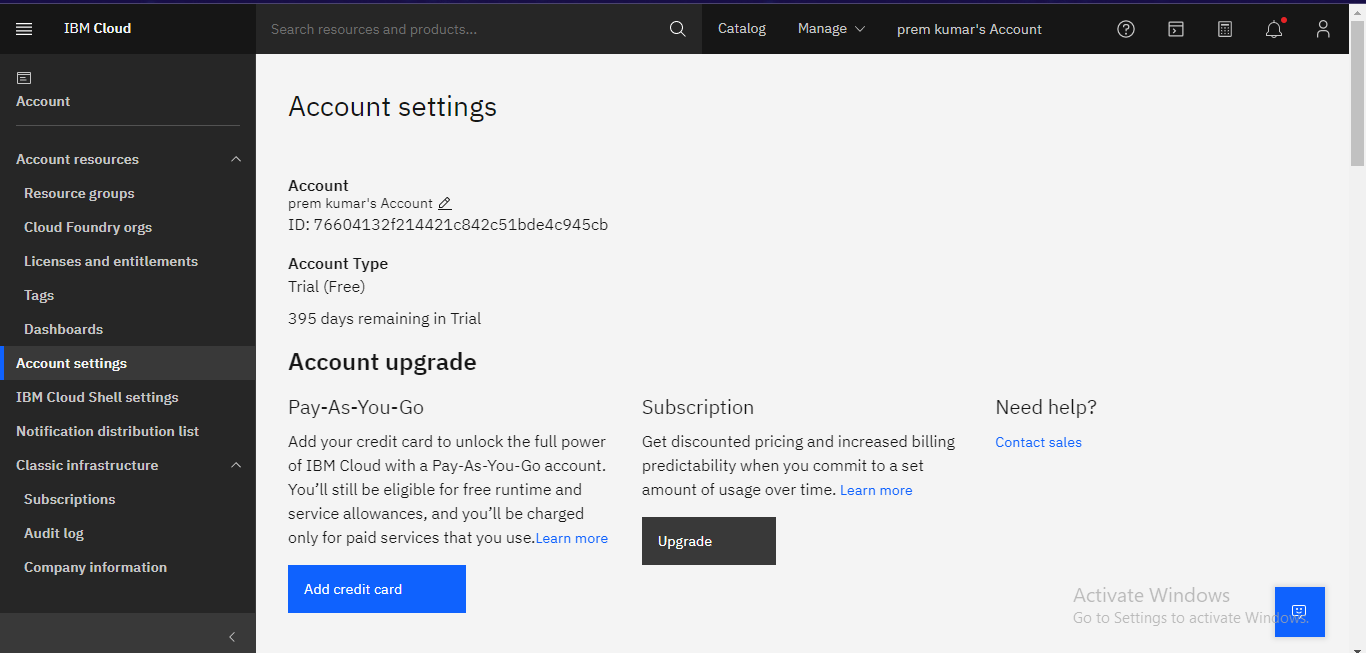 IBM Cloud
Search resources and products...
Catalog
Manage
prem kumar's Account
Account
Account resources
Resource groups
Cloud Foundry orgs
Licenses and entitlements
Tags
Dashboards
Account settings
IBM Cloud Shell settings
Notification distribution list
Classic infrastructure
Subscriptions
Audit log
Company information
Account settings
Account
prem kumar's Account
ID: 76604132f214421c842c51bde4c945cb
Account Type
Trial (Free)
395 days remaining in Trial
Account upgrade
Pay-As-You-Go
Add your credit card to unlock the full power
of IBM Cloud with a Pay-As-You-Go account.
You’ll still be eligible for free runtime and
service allowances, and you’ll be charged
only for paid services that you use.Learn more
Add credit card
Subscription
Get discounted pricing and increased billing
predictability when you commit to a set
amount of usage over time. Learn more
Upgrade
Need help?
Contact sales
Activate Windows
Go to Settings to activate Windows.